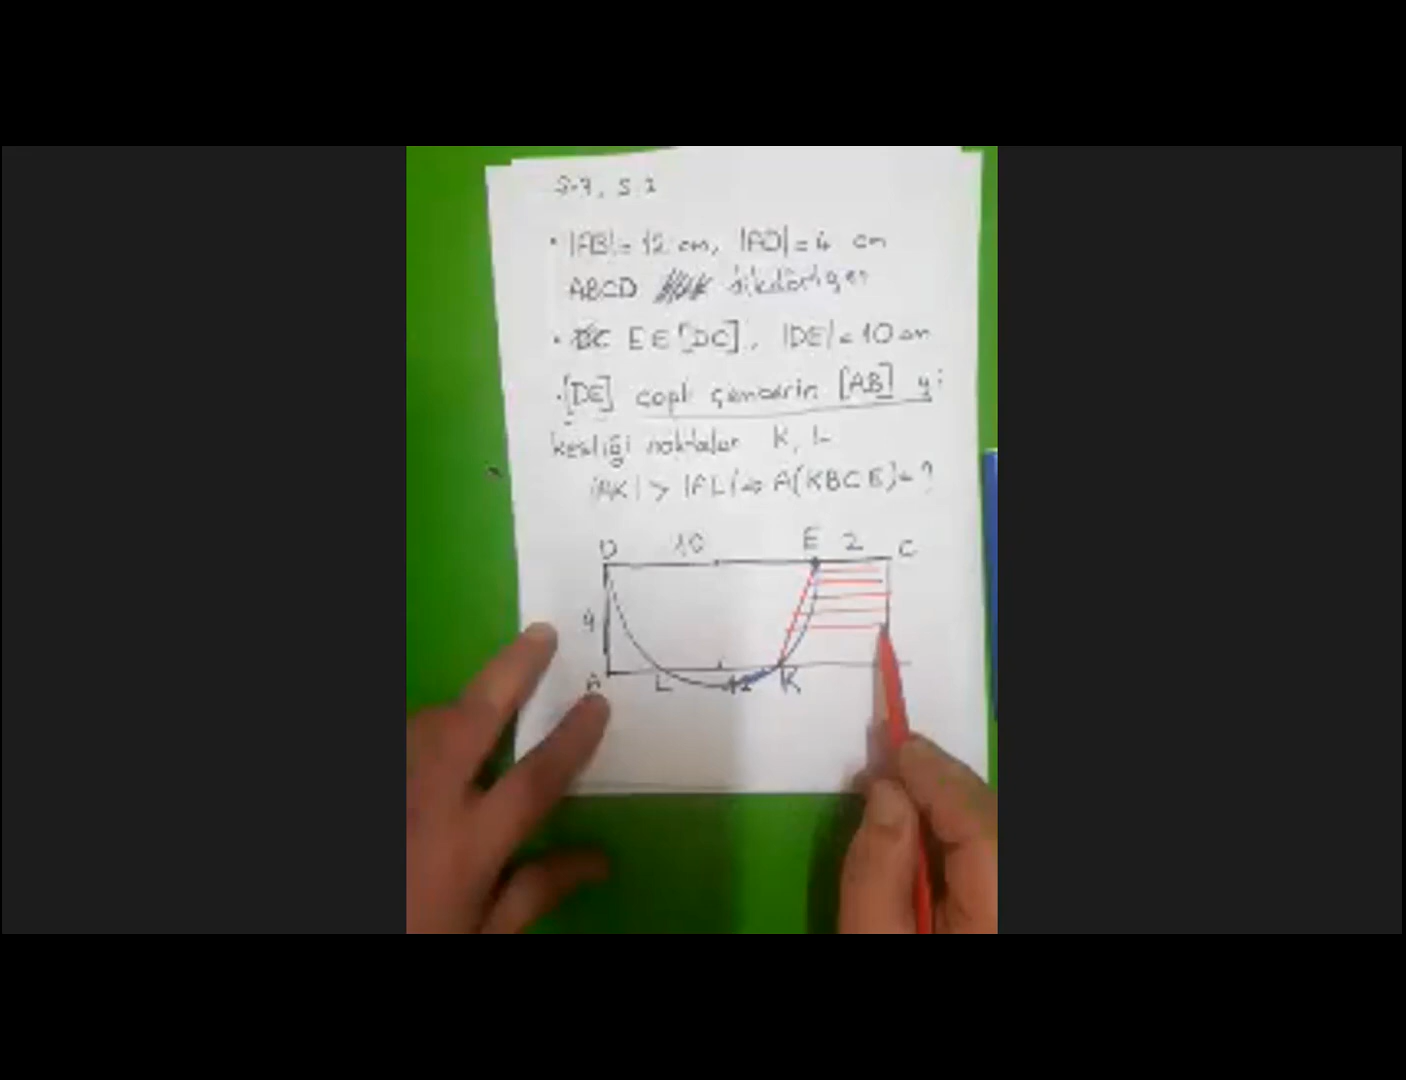 S.7, S.2
• |AB| = 12 cm, |AD| = 4 cm
ABCD dikdörtgen
• E ∈ [DC], |DE| = 10 cm
• [DE] çaplı çemberin [AB] yi
kestiği noktalar K, L
|AK| > |AL| ⇒ A(KBCE) = ?
D 10 E 2 C
4
A L 12 K